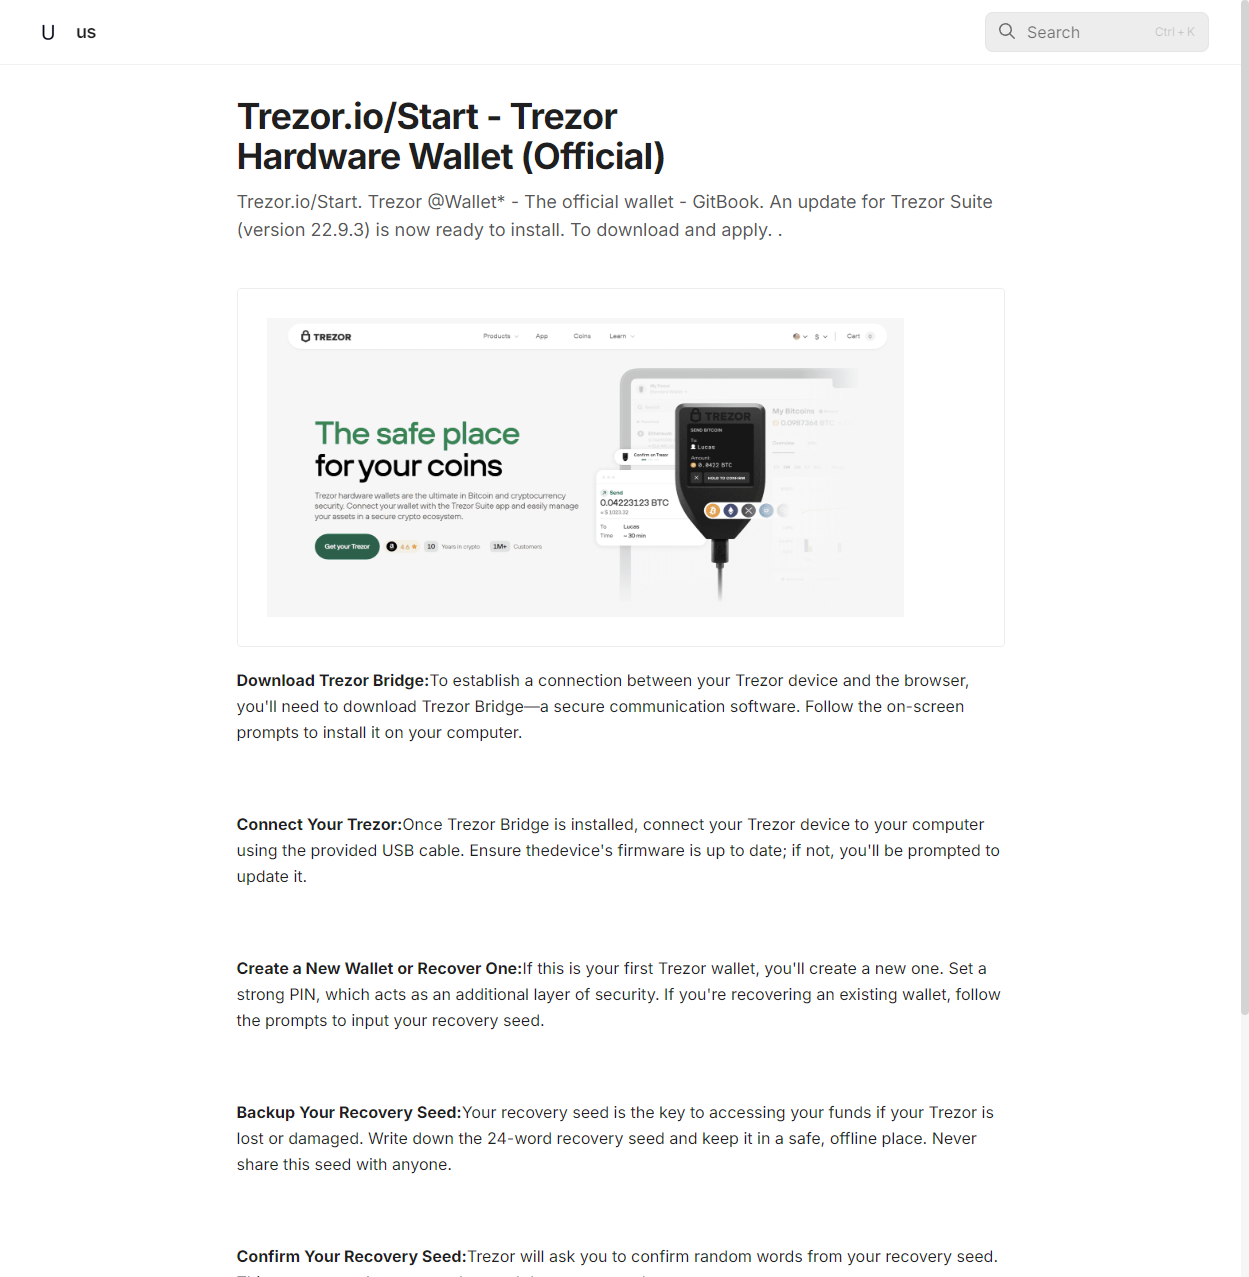 U us
Search Ctrl + K
Trezor.io/Start - Trezor
Hardware Wallet (Official)
Trezor.io/Start. Trezor @Wallet* - The official wallet - GitBook. An update for Trezor Suite
(version 22.9.3) is now ready to install. To download and apply. .
TREZOR Products App Coins Learn $ Cart 0
The safe place
for your coins
Trezor hardware wallets are the ultimate in Bitcoin and cryptocurrency
security. Connect your wallet with the Trezor Suite app and easily manage
your assets in a secure crypto ecosystem.
Get your Trezor 4.6 10 Years in crypto 1M+ Customers
My Bitcoins
TREZOR
SEND BITCOIN
To:
Lucas
Amount:
0.0422 BTC
HOLD TO CONFIRM
Confirm on Trezor
Send
0.04223123 BTC
To Lucas
Time ~30 min
Download Trezor Bridge:To establish a connection between your Trezor device and the browser,
you'll need to download Trezor Bridge—a secure communication software. Follow the on-screen
prompts to install it on your computer.
Connect Your Trezor:Once Trezor Bridge is installed, connect your Trezor device to your computer
using the provided USB cable. Ensure thedevice's firmware is up to date; if not, you'll be prompted to
update it.
Create a New Wallet or Recover One:If this is your first Trezor wallet, you'll create a new one. Set a
strong PIN, which acts as an additional layer of security. If you're recovering an existing wallet, follow
the prompts to input your recovery seed.
Backup Your Recovery Seed:Your recovery seed is the key to accessing your funds if your Trezor is
lost or damaged. Write down the 24-word recovery seed and keep it in a safe, offline place. Never
share this seed with anyone.
Confirm Your Recovery Seed:Trezor will ask you to confirm random words from your recovery seed.